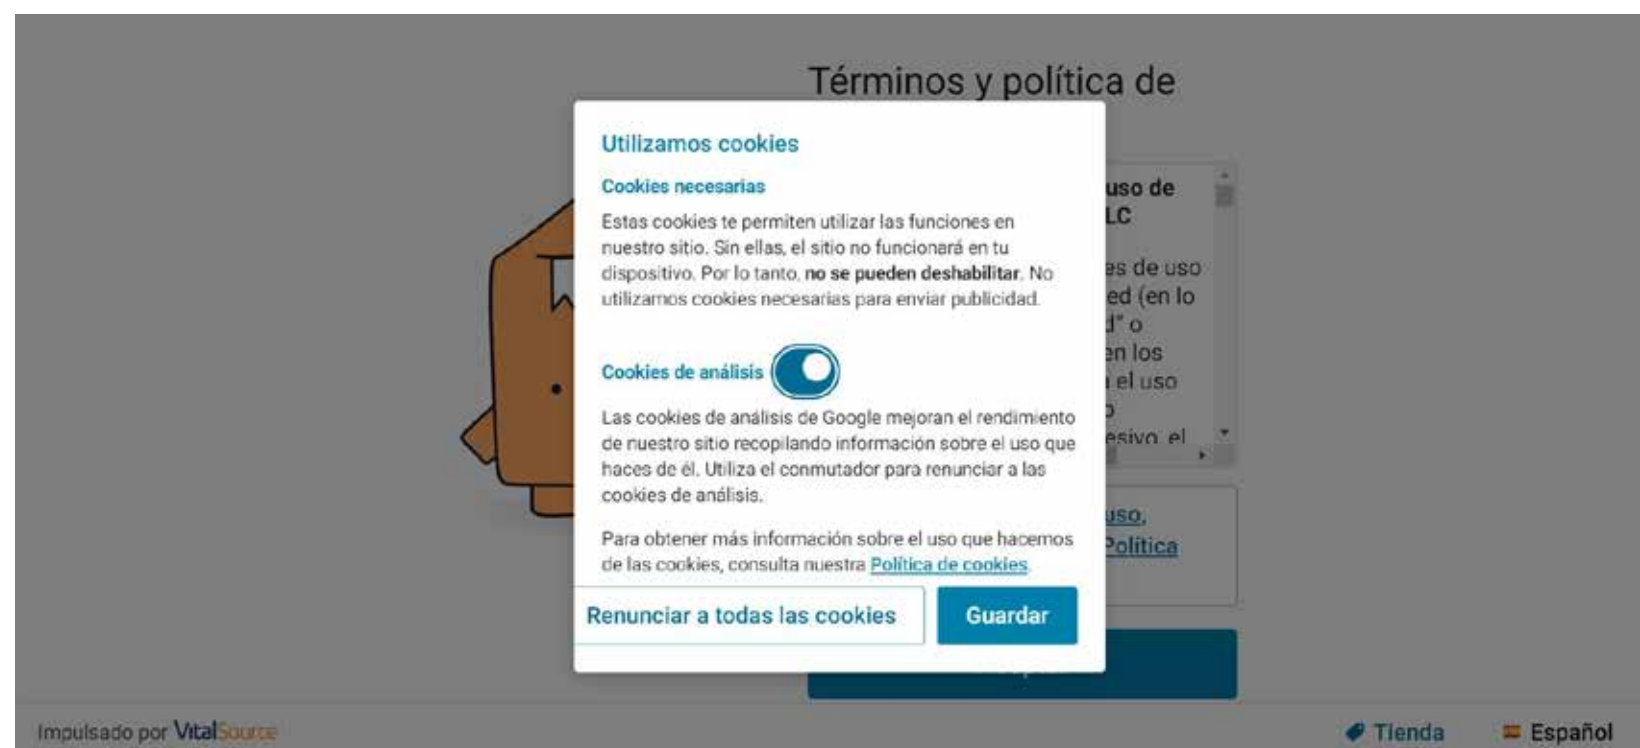 Términos y política de
Utilizamos cookies
Cookies necesarias
Estas cookies te permiten utilizar las funciones en
nuestro sitio. Sin ellas, el sitio no funcionará en tu
dispositivo. Por lo tanto, no se pueden deshabilitar. No
utilizamos cookies necesarias para enviar publicidad.
Cookies de análisis
Las cookies de análisis de Google mejoran el rendimiento
de nuestro sitio recopilando información sobre el uso que
haces de él. Utiliza el conmutador para renunciar a las
cookies de análisis.
Para obtener más información sobre el uso que hacemos
de las cookies, consulta nuestra Política de cookies.
Renunciar a todas las cookies
Guardar
uso de
LC
es de uso
ed (en lo
d" o
en los
el uso
esivo, el
uso,
Política
Impulsado por VitalSource
Tienda
Español